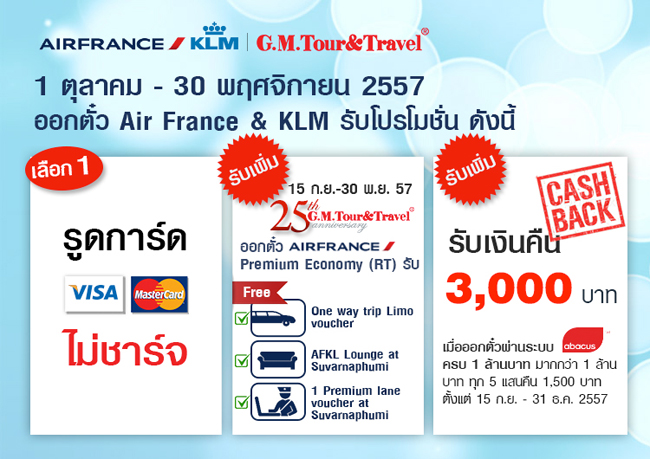 AIRFRANCE KLM G.M.Tour&Travel®
1 ตุลาคม - 30 พฤศจิกายน 2557
ออกตั๋ว Air France & KLM รับโปรโมชั่น ดังนี้
เลือก 1
รูดการ์ด
VISA MasterCard
ไม่ชาร์จ
รับเพิ่ม
15 ก.ย.-30 พ.ย. 57
25th G.M.Tour&Travel®
anniversary
ออกตั๋ว AIRFRANCE
Premium Economy (RT) รับ
Free
One way trip Limo
voucher
AFKL Lounge at
Suvarnaphumi
1 Premium lane
voucher at
Suvarnaphumi
รับเพิ่ม
CASH
BACK
รับเงินคืน
3,000 บาท
เมื่อออกตั๋วผ่านระบบ abacus
ครบ 1 ล้านบาท มากกว่า 1 ล้าน
บาท ทุก 5 แสนคืน 1,500 บาท
ตั้งแต่ 15 ก.ย. - 31 ธ.ค. 2557